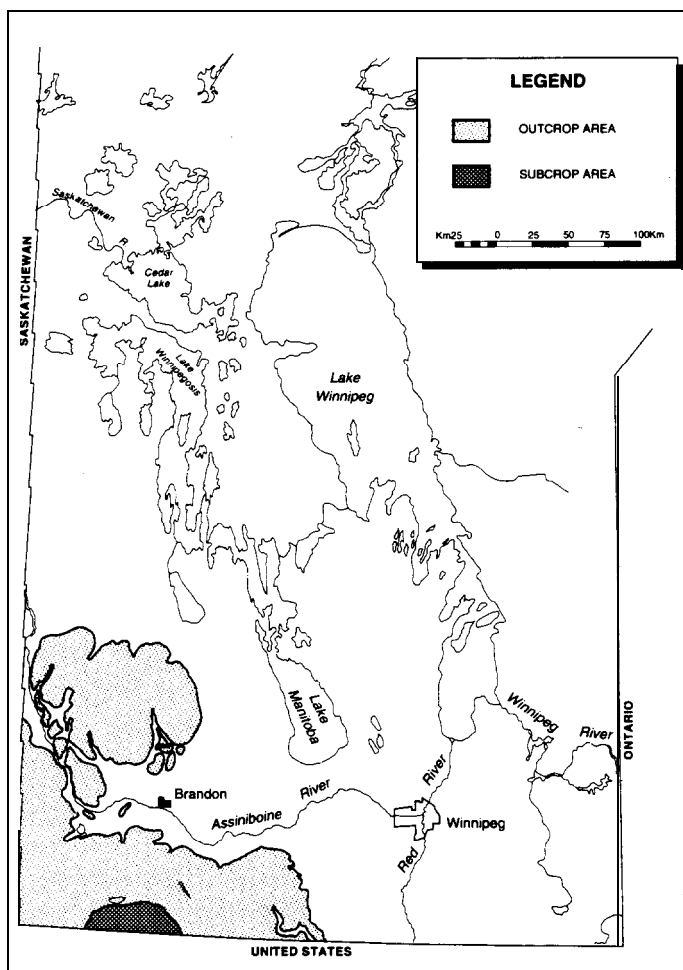 LEGEND
OUTCROP AREA
SUBCROP AREA
Km25 0 25 50 75 100Km
SASKATCHEWAN
Saskatchewan
R
Cedar
Lake
Lake
Winnipegosis
Lake
Winnipeg
Lake
Manitoba
Winnipeg
River
ONTARIO
Brandon
Assiniboine River
River
Red
Winnipeg
UNITED STATES